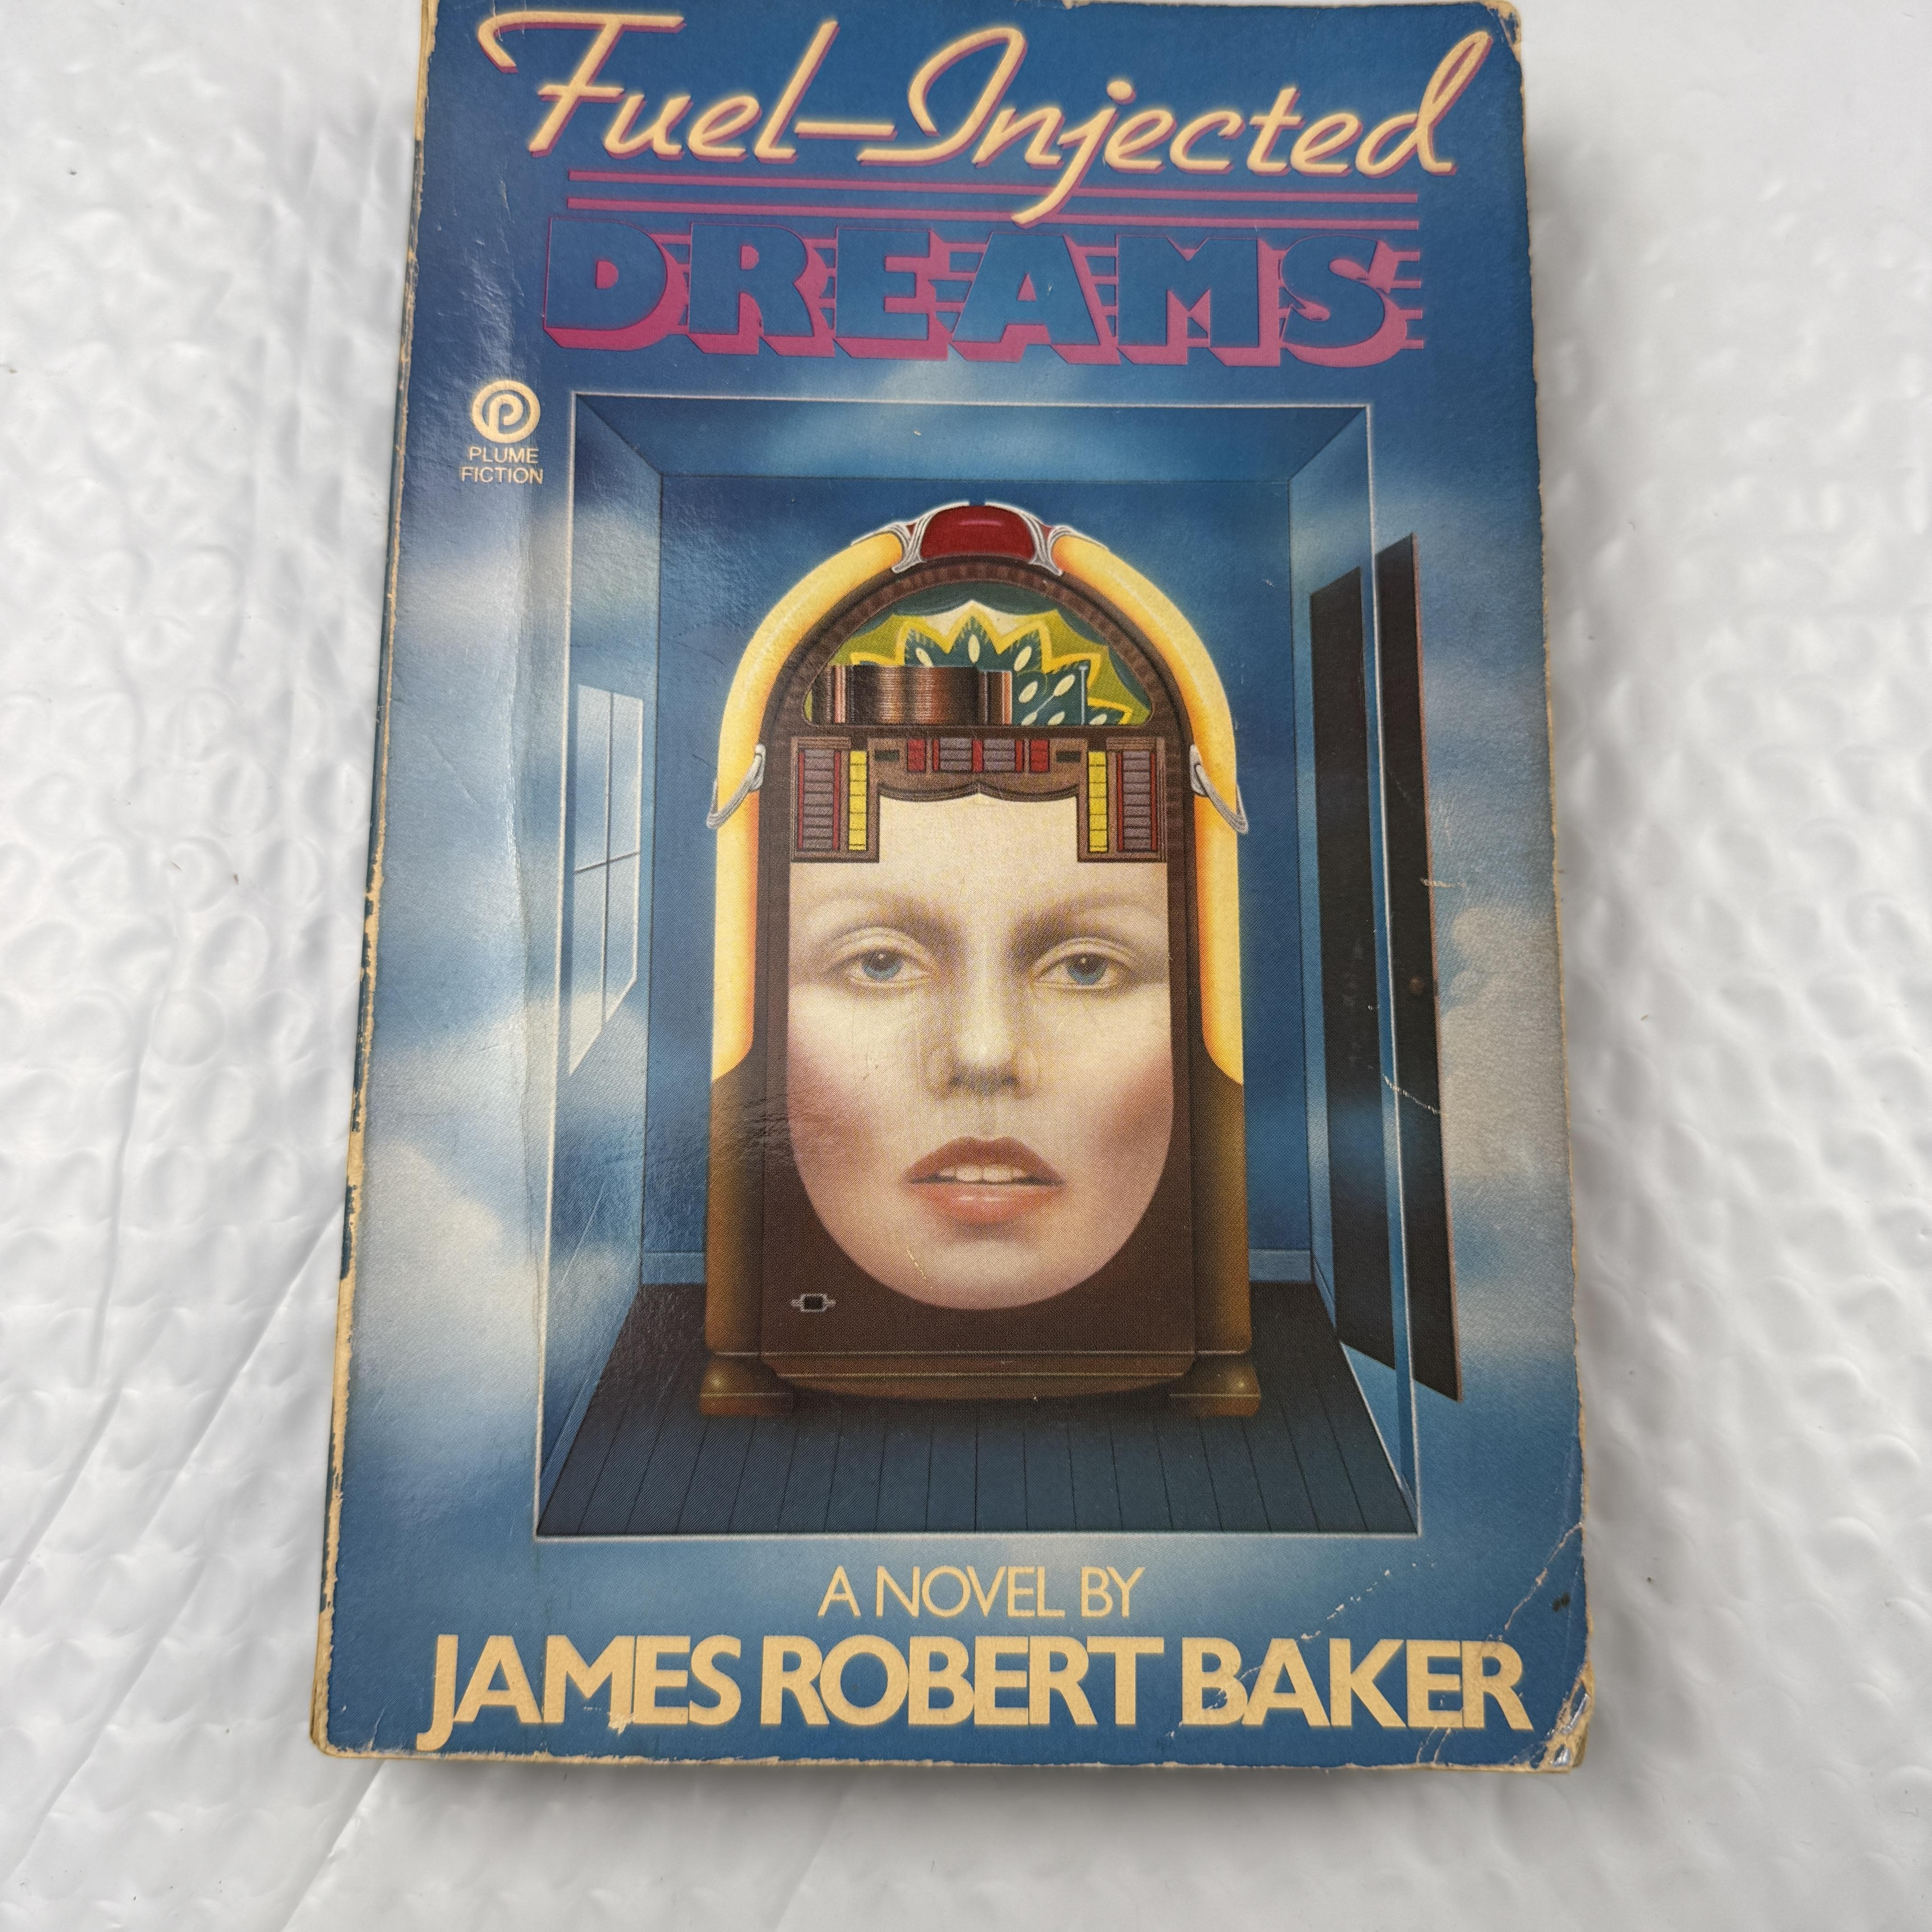 Fuel-Injected
DREAMS
PLUME
FICTION
A NOVEL BY
JAMES ROBERT BAKER